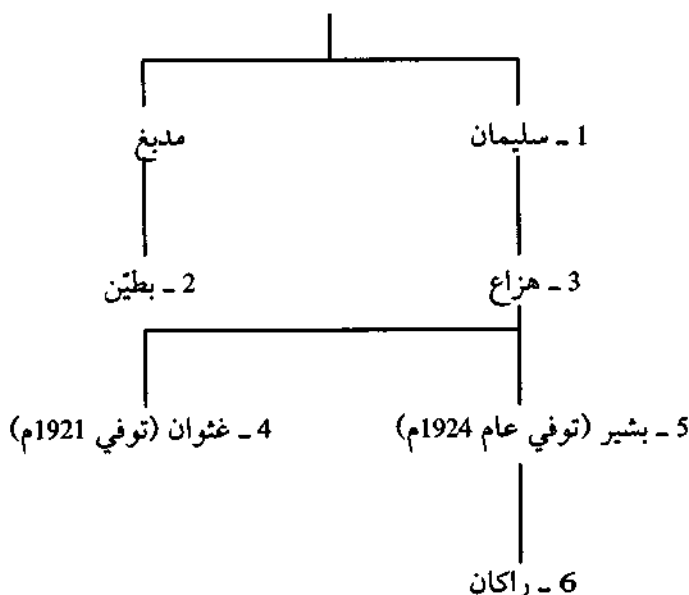 1 ـ سليمان
مدبغ
3 ـ هزاع
2 ـ بطيّن
5 ـ بشير (توفي عام 1924م)
4 ـ غثوان (توفي 1921م)
6 ـ راكان